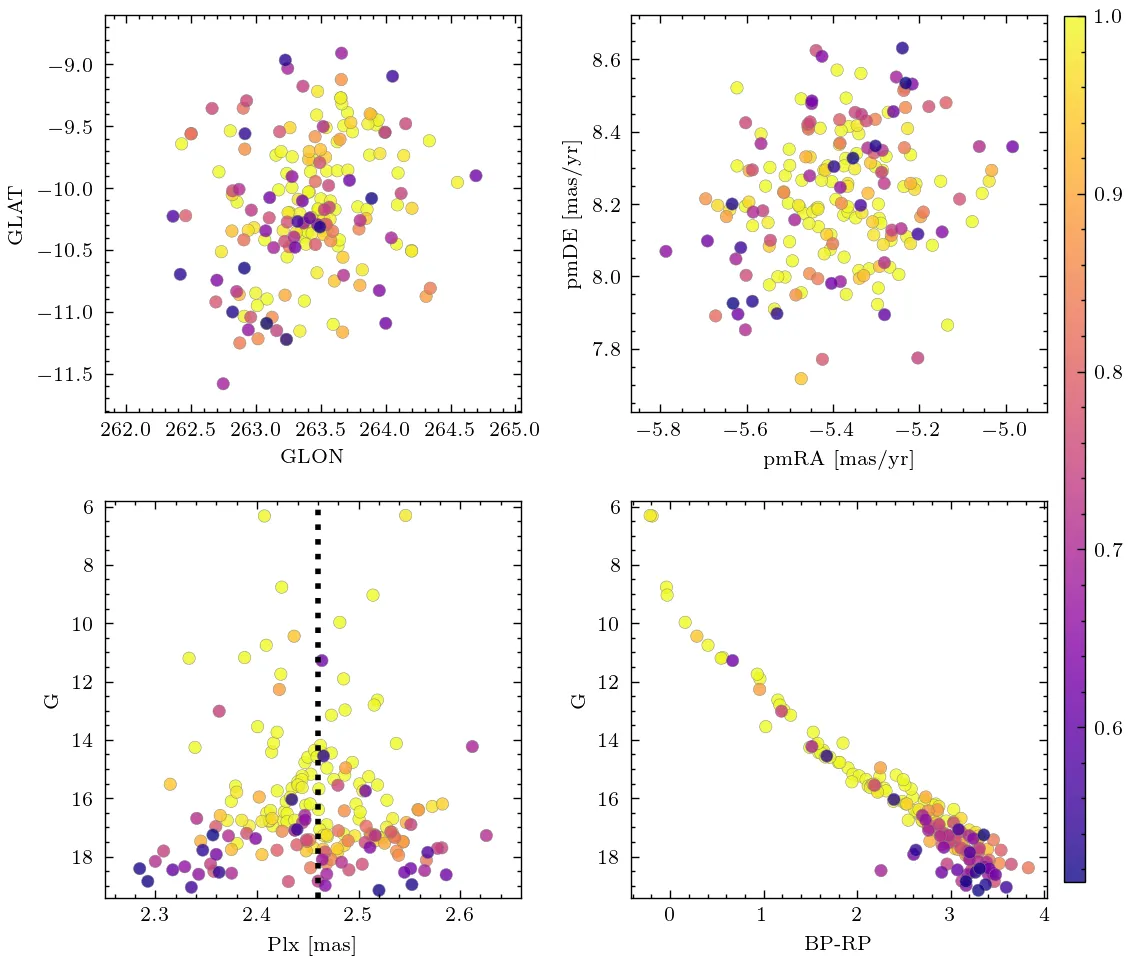 −9.0
−9.5
−10.0
−10.5
−11.0
−11.5
GLAT
262.0 262.5 263.0 263.5 264.0 264.5 265.0
GLON
8.6
8.4
8.2
8.0
7.8
pmDE [mas/yr]
−5.8 −5.6 −5.4 −5.2 −5.0
pmRA [mas/yr]
1.0
0.9
0.8
0.7
0.6
6
8
10
12
14
16
18
G
2.3 2.4 2.5 2.6
Plx [mas]
6
8
10
12
14
16
18
G
0 1 2 3 4
BP-RP